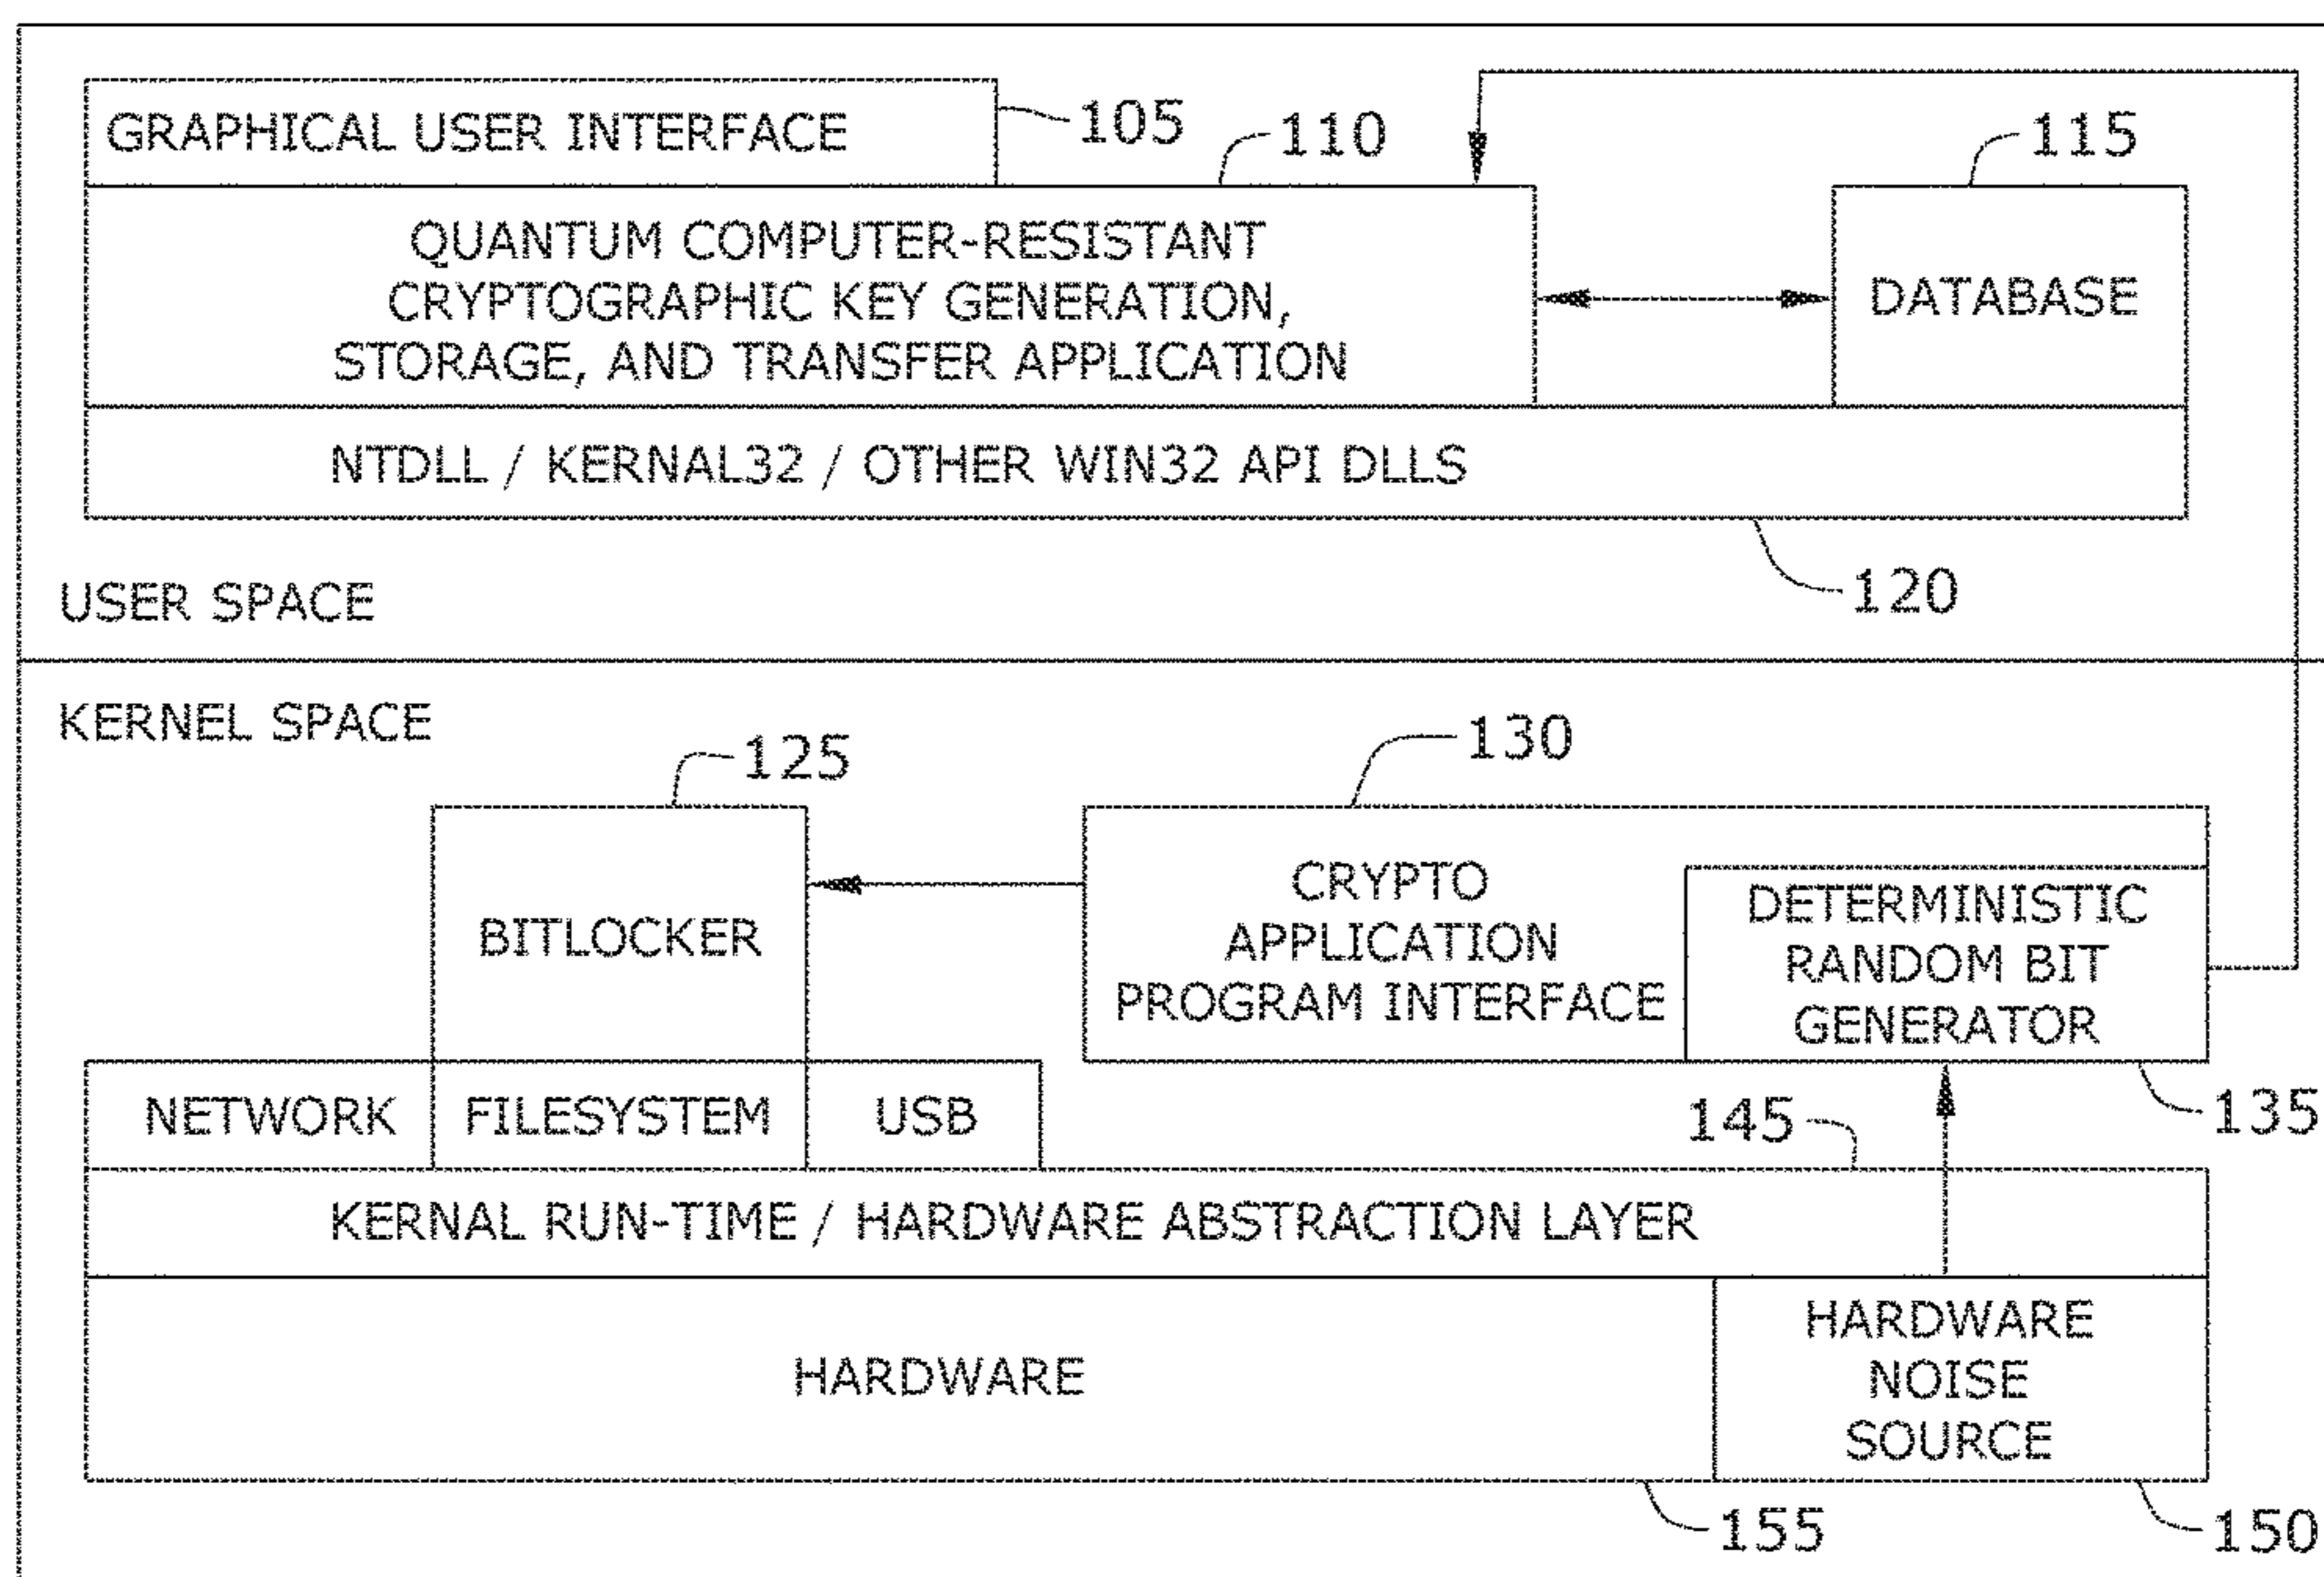 GRAPHICAL USER INTERFACE
105
110
115
QUANTUM COMPUTER-RESISTANT
CRYPTOGRAPHIC KEY GENERATION,
STORAGE, AND TRANSFER APPLICATION
DATABASE
NTDLL / KERNAL32 / OTHER WIN32 API DLLS
120
USER SPACE
KERNEL SPACE
125
130
BITLOCKER
CRYPTO
APPLICATION
PROGRAM INTERFACE
DETERMINISTIC
RANDOM BIT
GENERATOR
135
NETWORK
FILESYSTEM
USB
145
KERNAL RUN-TIME / HARDWARE ABSTRACTION LAYER
HARDWARE
HARDWARE
NOISE
SOURCE
155
150